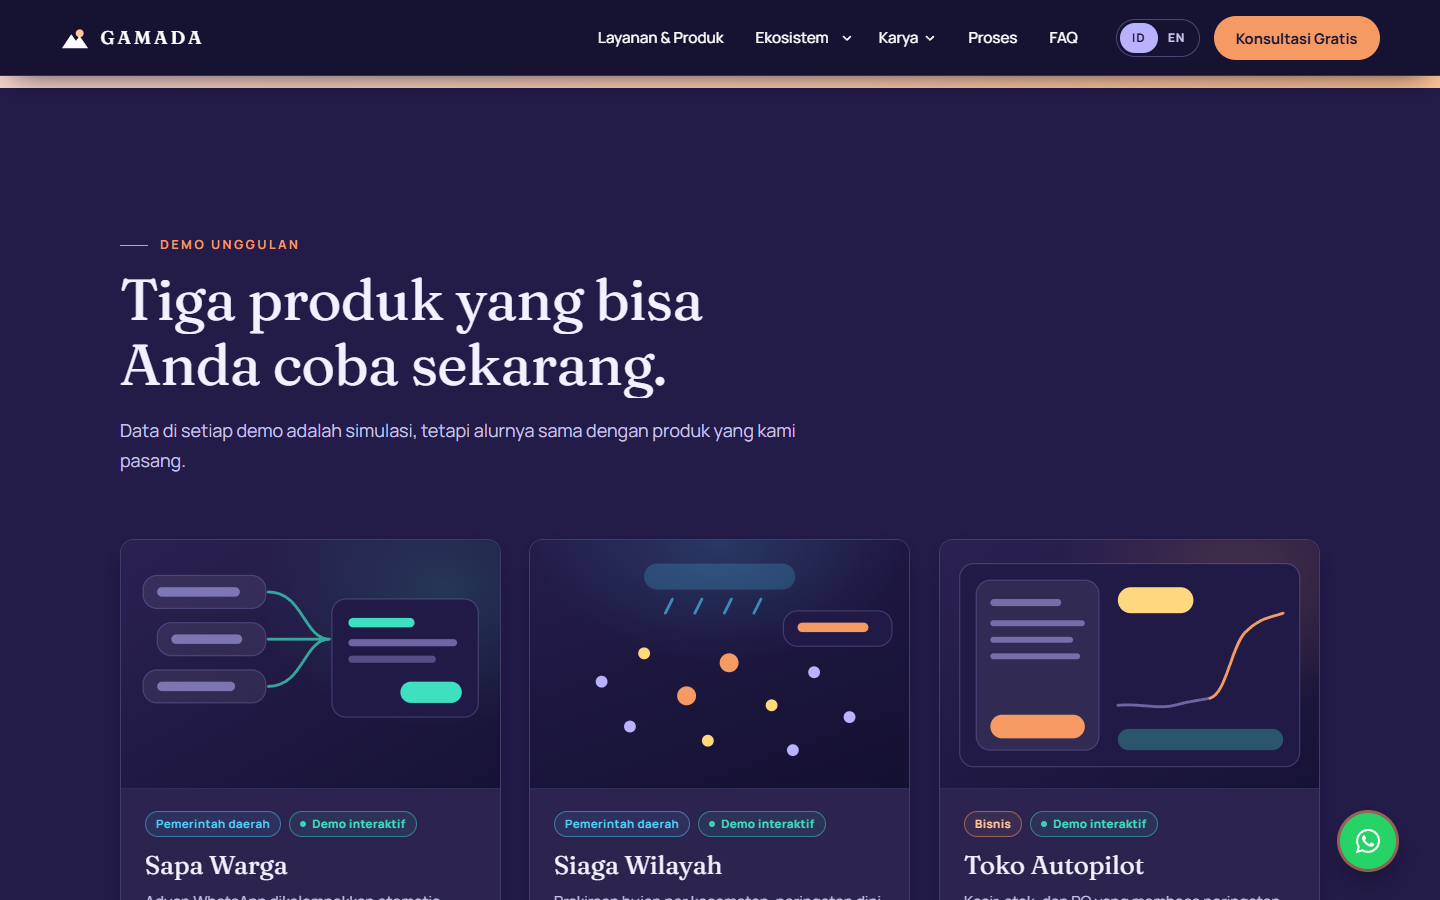 GAMADA
Layanan & Produk
Ekosistem
Karya
Proses
FAQ
ID
EN
Konsultasi Gratis
DEMO UNGGULAN
Tiga produk yang bisa
Anda coba sekarang.
Data di setiap demo adalah simulasi, tetapi alurnya sama dengan produk yang kami
pasang.
Pemerintah daerah
Demo interaktif
Sapa Warga
Pemerintah daerah
Demo interaktif
Siaga Wilayah
Bisnis
Demo interaktif
Toko Autopilot